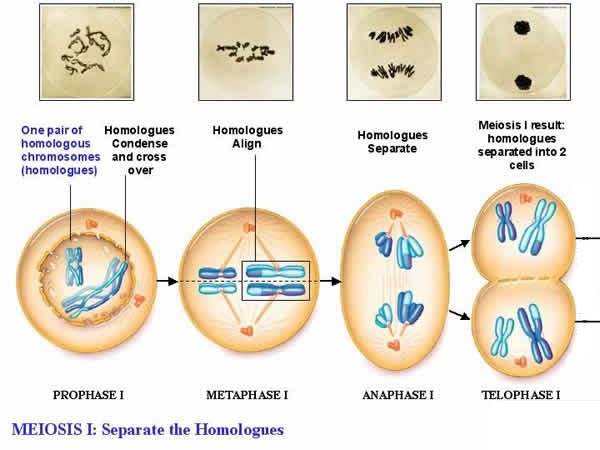 One pair of
homologous
chromosomes
(homologues)
Homologues
Condense
and cross
over
Homologues
Align
Homologues
Separate
Meiosis I result:
homologues
separated into 2
cells
PROPHASE I
METAPHASE I
ANAPHASE I
TELOPHASE I
MEIOSIS I: Separate the Homologues